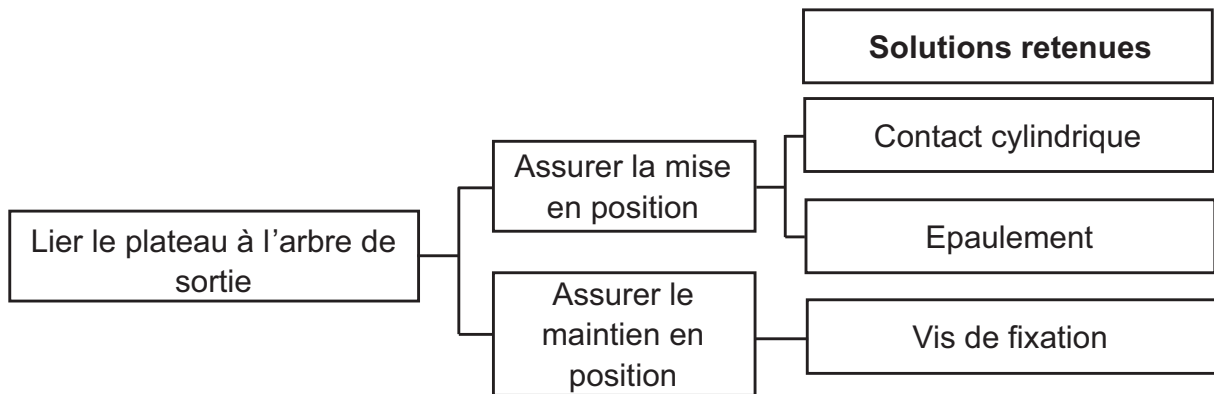 Solutions retenues
Contact cylindrique
Assurer la mise
en position
Epaulement
Lier le plateau à l’arbre de
sortie
Assurer le
maintien en
position
Vis de fixation